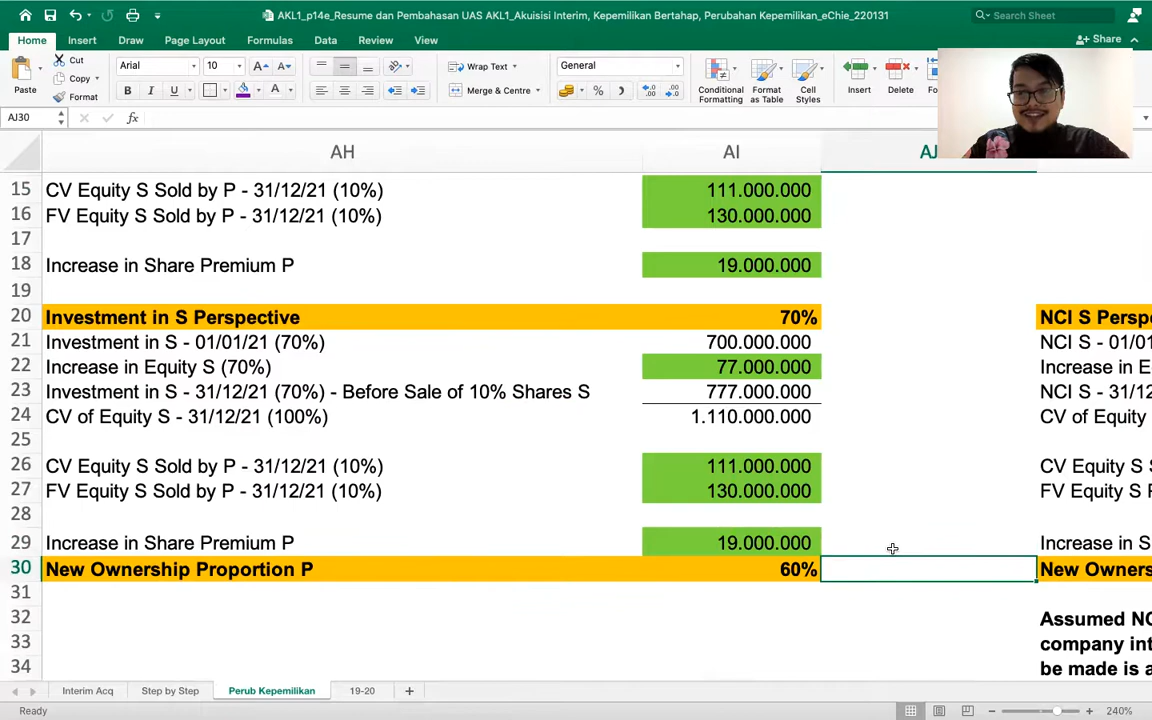 AKL1_p14e_Resume dan Pembahasan UAS AKL1_Akuisisi Interim, Kepemilikan Bertahap, Perubahan Kepemilikan_eChie_220131
Search Sheet
Home Insert Draw Page Layout Formulas Data Review View
Share
Paste
Cut
Copy
Format
Arial 10
B I U
Wrap Text
Merge & Centre
General
Conditional Formatting
Format as Table
Cell Styles
Insert
Delete
AJ30
fx
AH AI AJ
15 CV Equity S Sold by P - 31/12/21 (10%) 111.000.000
16 FV Equity S Sold by P - 31/12/21 (10%) 130.000.000
17
18 Increase in Share Premium P 19.000.000
19
20 Investment in S Perspective 70% NCI S Persp
21 Investment in S - 01/01/21 (70%) 700.000.000 NCI S - 01/0
22 Increase in Equity S (70%) 77.000.000 Increase in E
23 Investment in S - 31/12/21 (70%) - Before Sale of 10% Shares S 777.000.000 NCI S - 31/12
24 CV of Equity S - 31/12/21 (100%) 1.110.000.000 CV of Equity
25
26 CV Equity S Sold by P - 31/12/21 (10%) 111.000.000 CV Equity S
27 FV Equity S Sold by P - 31/12/21 (10%) 130.000.000 FV Equity S
28
29 Increase in Share Premium P 19.000.000 Increase in S
30 New Ownership Proportion P 60% New Owners
31
32 Assumed NC
33 company int
34 be made is a
Interim Acq Step by Step Perub Kepemilikan 19-20 +
Ready
240%